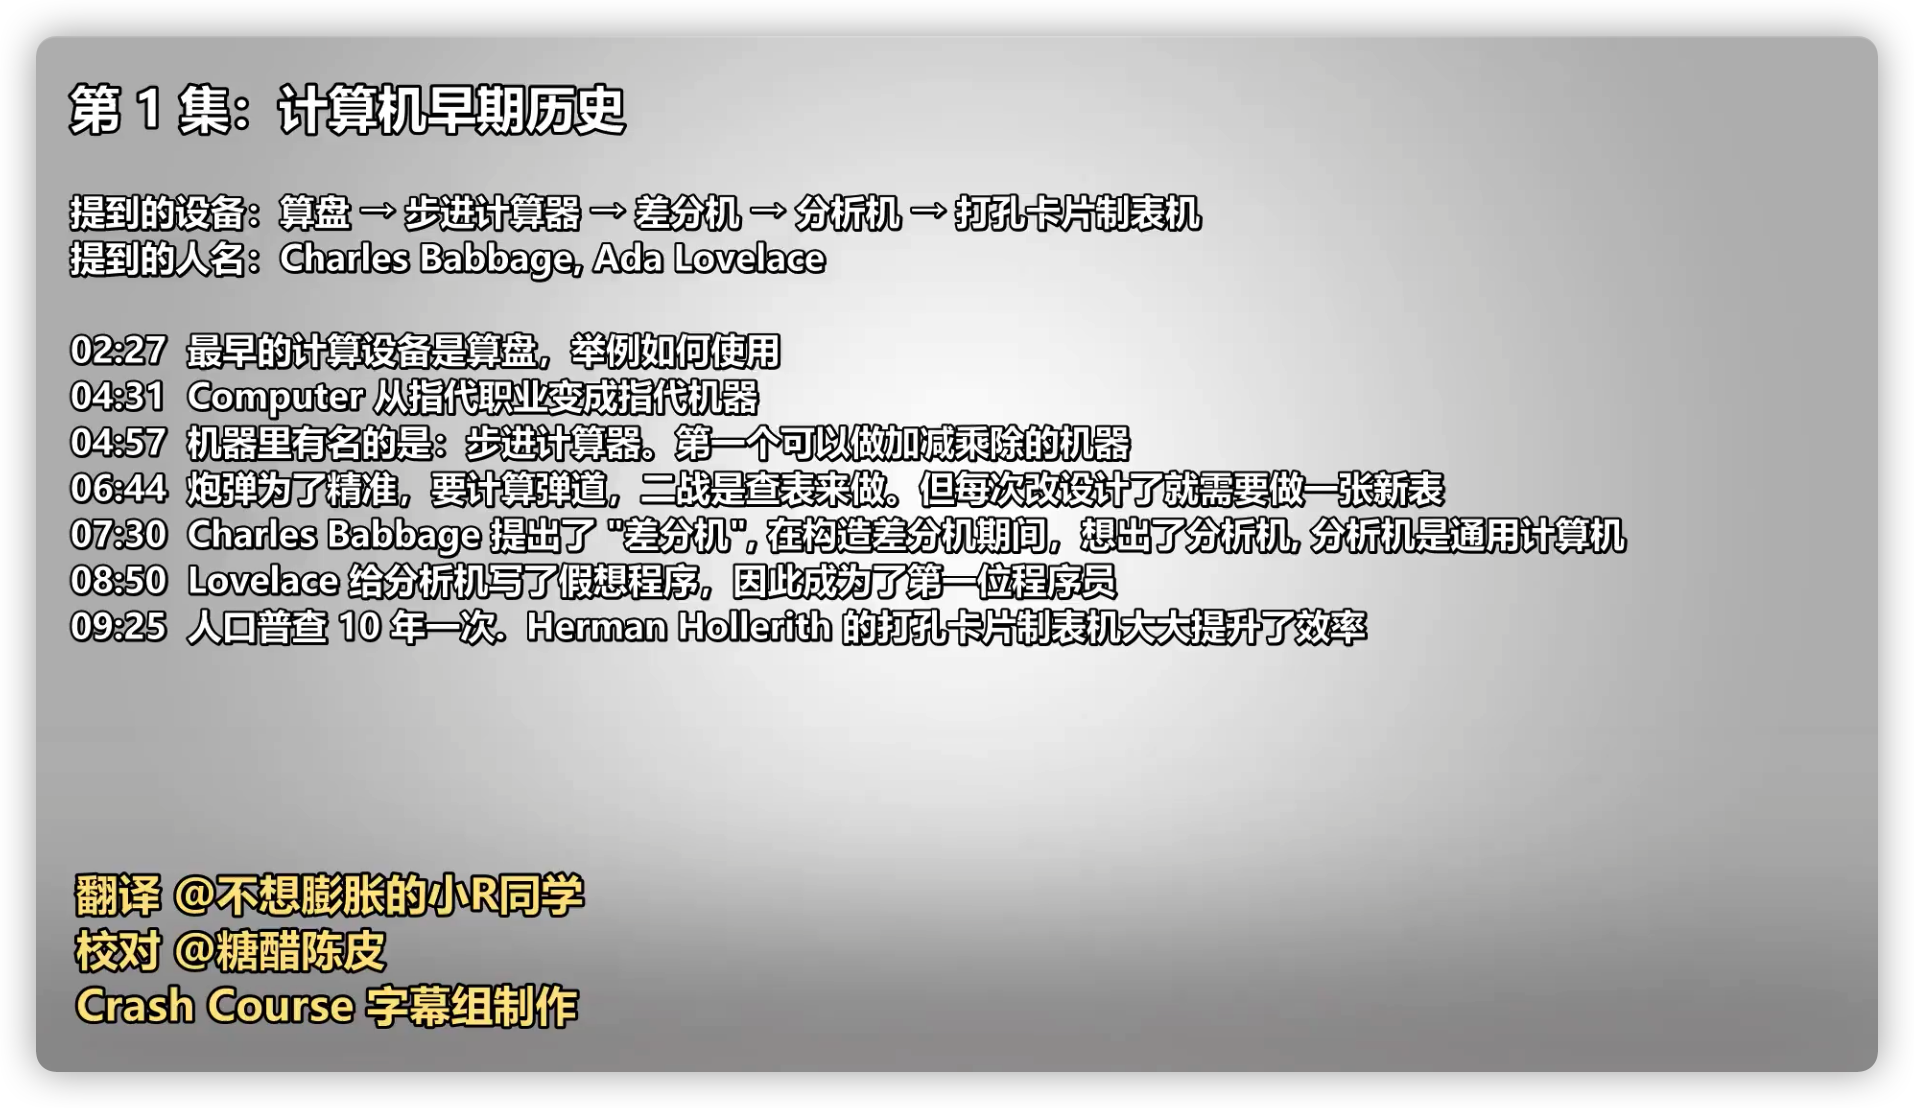 第 1 集：计算机早期历史
提到的设备：算盘 → 步进计算器 → 差分机 → 分析机 → 打孔卡片制表机
提到的人名：Charles Babbage, Ada Lovelace
02:27 最早的计算设备是算盘，举例如何使用
04:31 Computer 从指代职业变成指代机器
04:57 机器里有名的是：步进计算器。第一个可以做加减乘除的机器
06:44 炮弹为了精准，要计算弹道，二战是查表来做。但每次改设计了就需要做一张新表
07:30 Charles Babbage 提出了 "差分机", 在构造差分机期间，想出了分析机, 分析机是通用计算机
08:50 Lovelace 给分析机写了假想程序，因此成为了第一位程序员
09:25 人口普查 10 年一次. Herman Hollerith 的打孔卡片制表机大大提升了效率
翻译 @不想膨胀的小R同学
校对 @糖醋陈皮
Crash Course 字幕组制作